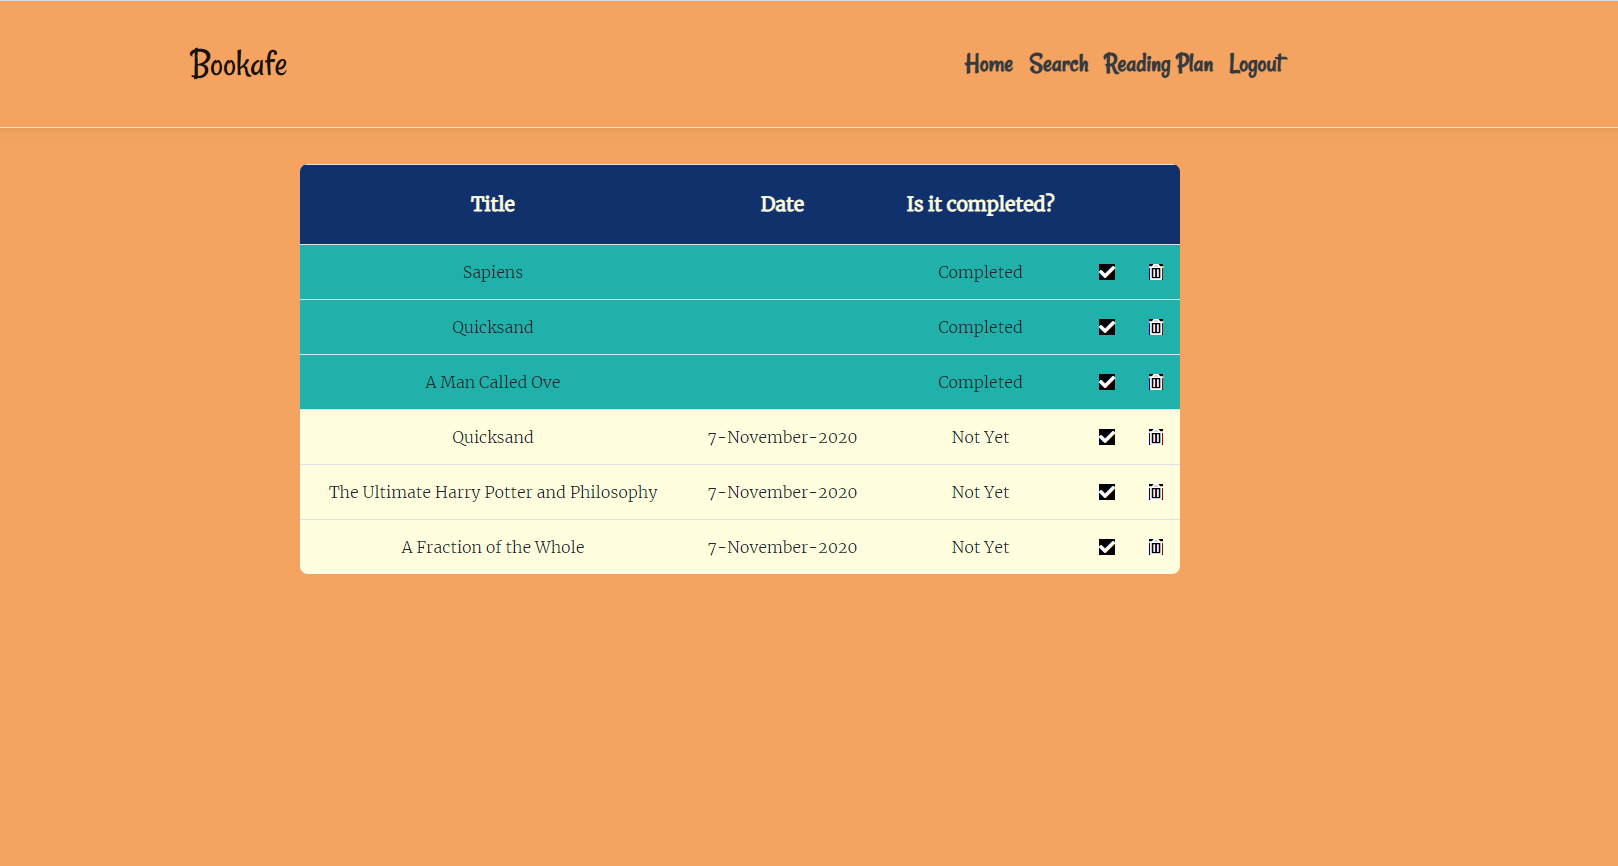 Bookafe Home Search Reading Plan Logout
Title Date Is it completed?
Sapiens Completed
Quicksand Completed
A Man Called Ove Completed
Quicksand 7-November-2020 Not Yet
The Ultimate Harry Potter and Philosophy 7-November-2020 Not Yet
A Fraction of the Whole 7-November-2020 Not Yet